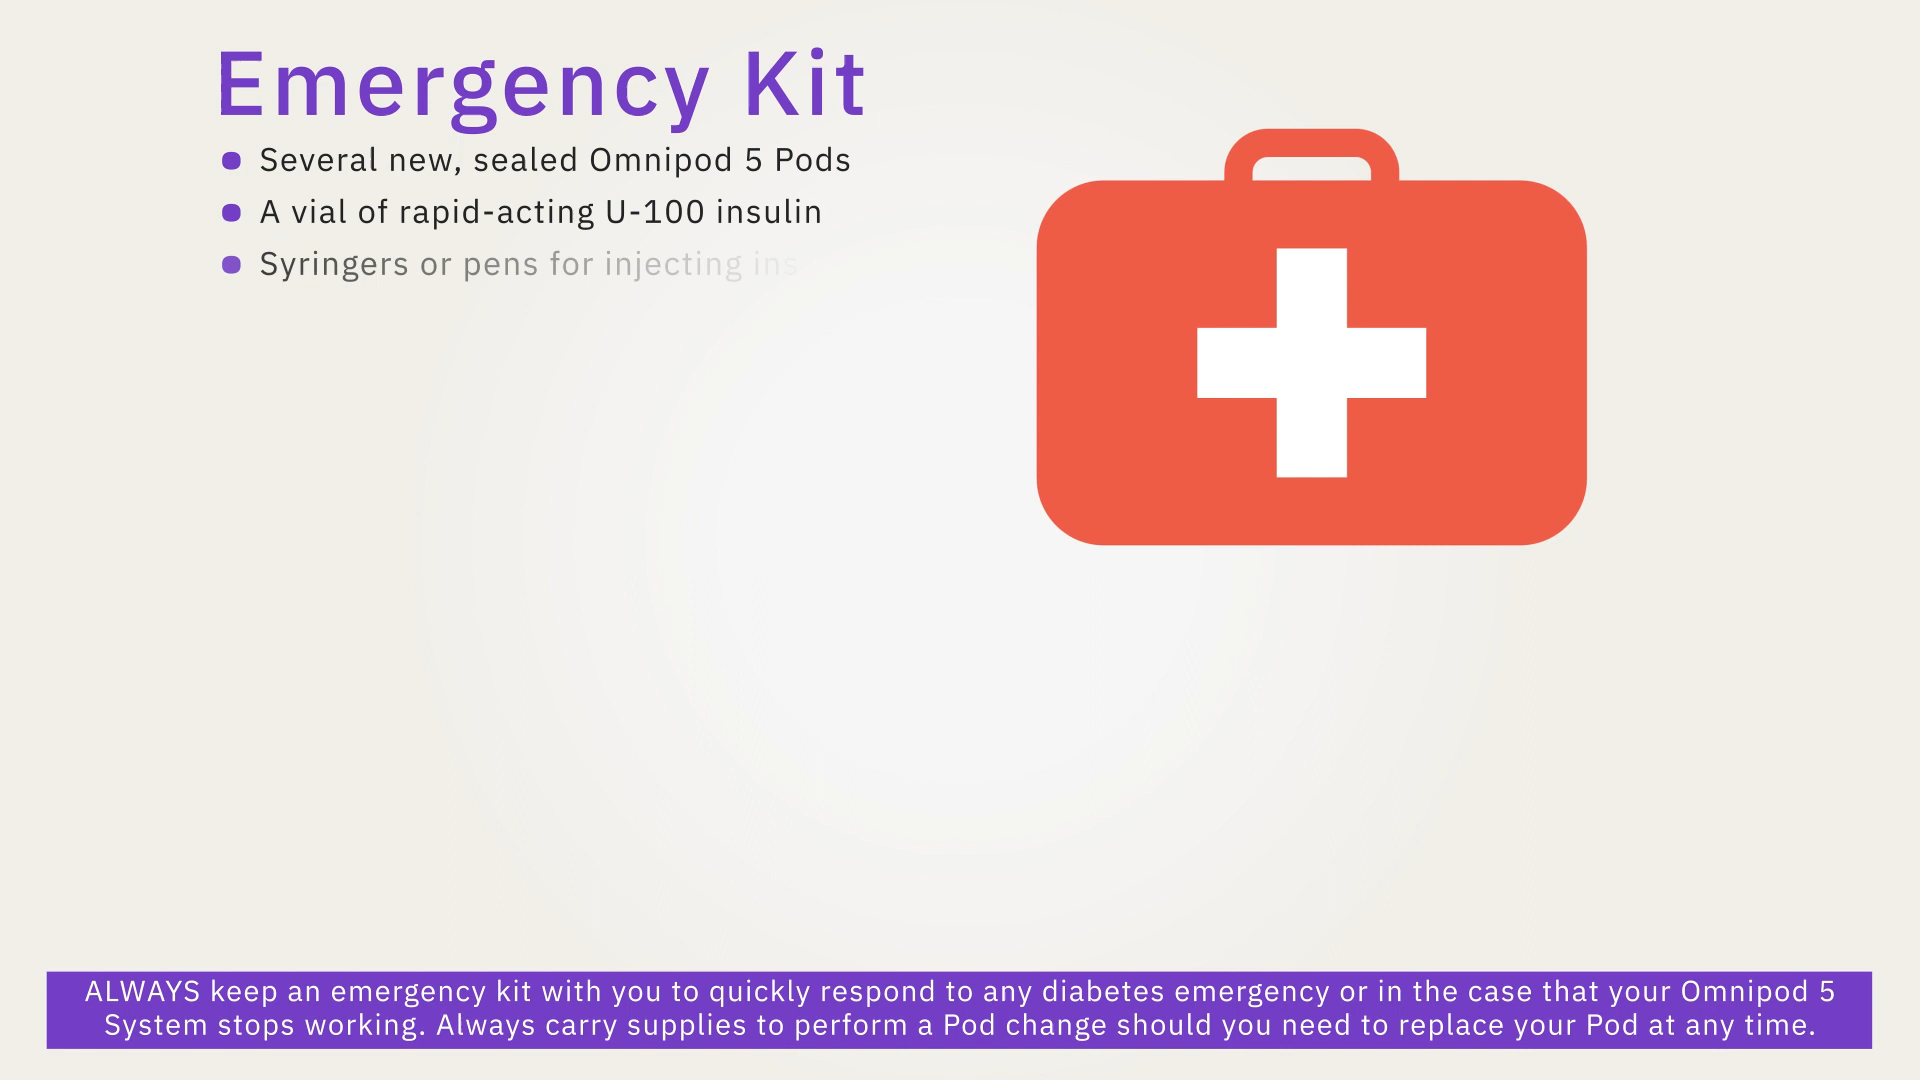 Emergency Kit
Several new, sealed Omnipod 5 Pods
A vial of rapid-acting U-100 insulin
Syringers or pens for injecting ins
ALWAYS keep an emergency kit with you to quickly respond to any diabetes emergency or in the case that your Omnipod 5
System stops working. Always carry supplies to perform a Pod change should you need to replace your Pod at any time.